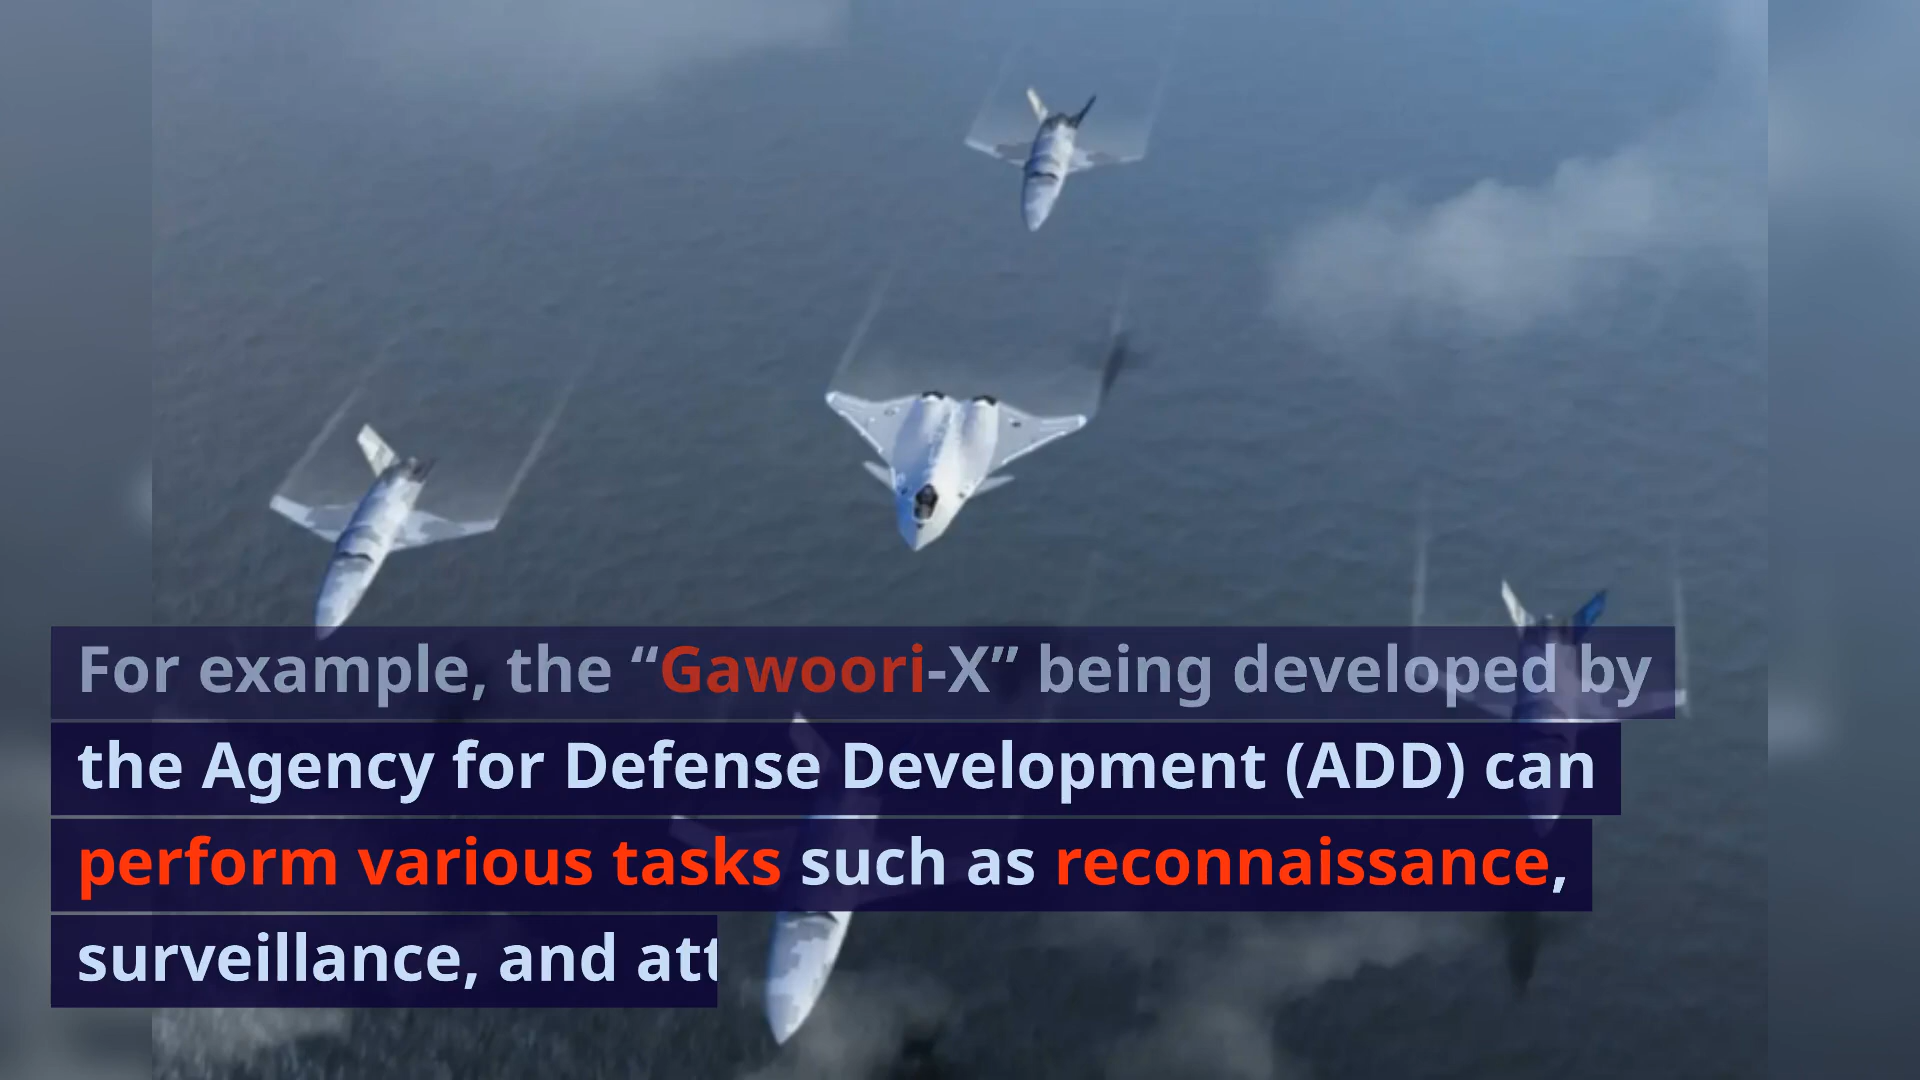 For example, the “Gawoori-X” being developed by
the Agency for Defense Development (ADD) can
perform various tasks such as reconnaissance,
surveillance, and att